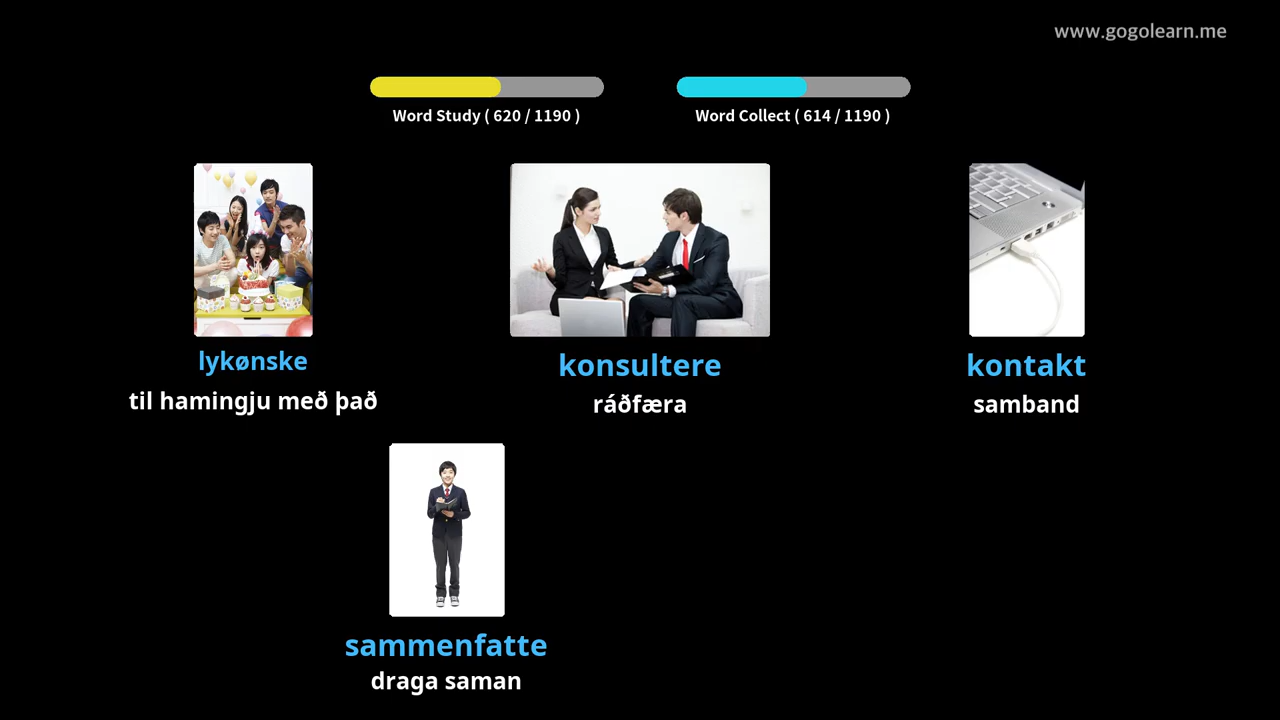 www.gogolearn.me
Word Study ( 620 / 1190 )
Word Collect ( 614 / 1190 )
lykønske
til hamingju með það
konsultere
ráðfæra
kontakt
samband
sammenfatte
draga saman